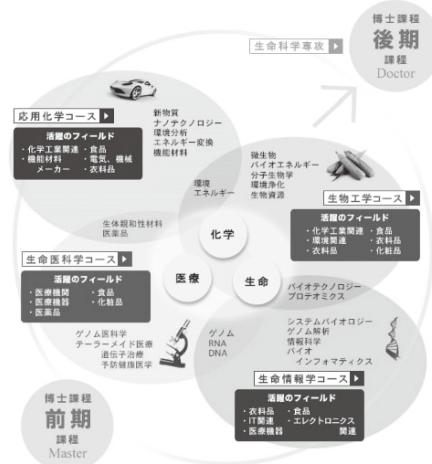 博士課程
後期
課程
Doctor
生命科学専攻
応用化学コース
活躍のフィールド
・化学工業関連 ・食品
・機能材料 ・電気、機械
メーカー ・衣料品
新物質
ナノテクノロジー
環境分析
エネルギー変換
機能材料
微生物
バイオエネルギー
分子生物学
環境浄化
生物資源
環境
エネルギー
生物工学コース
活躍のフィールド
・化学工業関連 ・食品
・環境関連 ・衣料品
・衣料品 ・化粧品
生体親和性材料
医薬品
化学
医療
生命
生命医科学コース
活躍のフィールド
・医療機関 ・食品
・医療機器 ・化粧品
・医薬品
バイオテクノロジー
プロテオミクス
ゲノム医科学
テーラーメイド医療
遺伝子治療
予防健康医学
ゲノム
RNA
DNA
システムバイオロジー
ゲノム解析
情報科学
バイオ
インフォマティクス
生命情報学コース
活躍のフィールド
・衣料品 ・食品
・IT関連 ・エレクトロニクス
・医療機器 関連
博士課程
前期
課程
Master